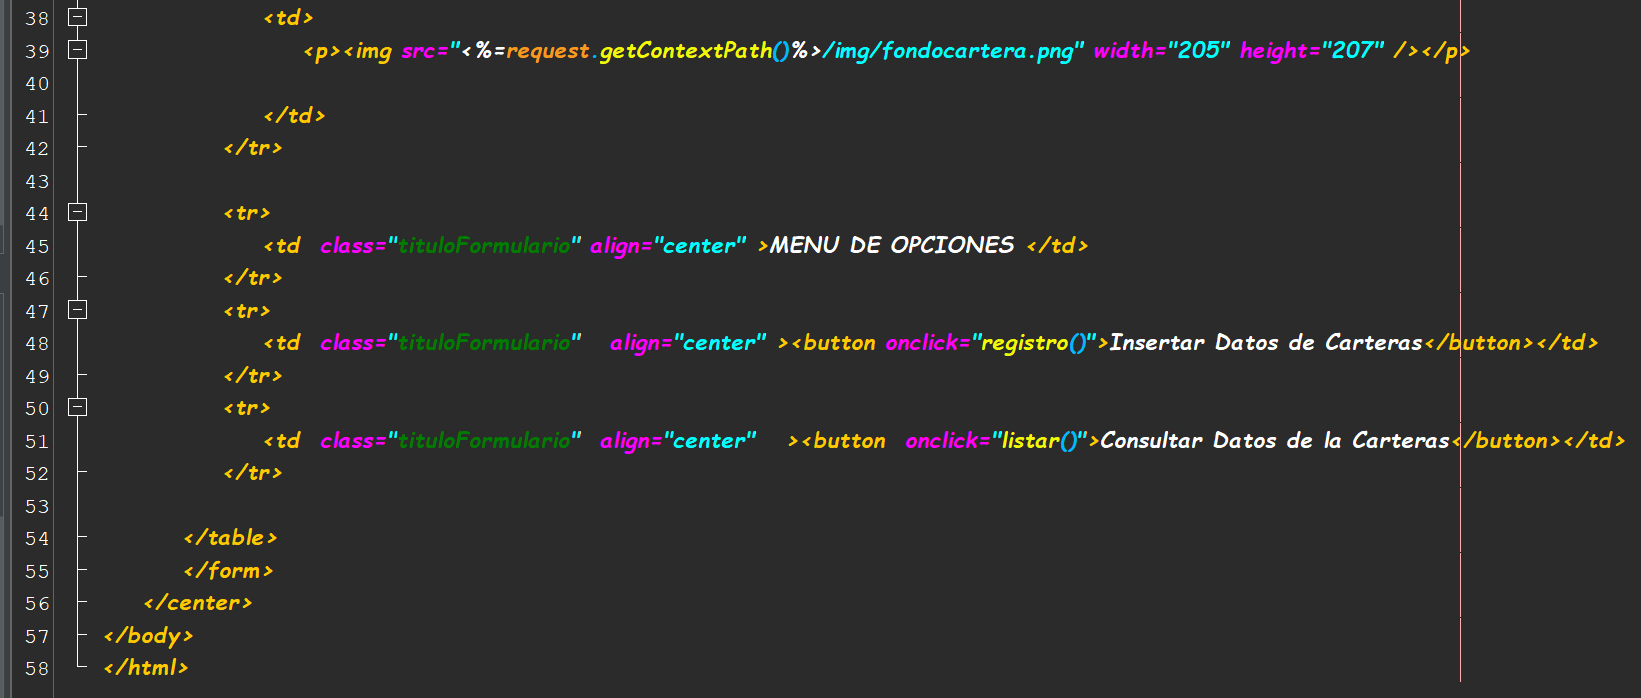 38 <td>
39 <p><img src="<%=request.getContextPath()%>/img/fondocartera.png" width="205" height="207" /></p>
40
41 </td>
42 </tr>
43
44 <tr>
45 <td  class="tituloFormulario" align="center" >MENU DE OPCIONES </td>
46 </tr>
47 <tr>
48 <td  class="tituloFormulario"   align="center" ><button onclick="registro()">Insertar Datos de Carteras</button></td>
49 </tr>
50 <tr>
51 <td  class="tituloFormulario"  align="center"   ><button  onclick="listar()">Consultar Datos de la Carteras</button></td>
52 </tr>
53
54 </table>
55 </form>
56 </center>
57 </body>
58 </html>